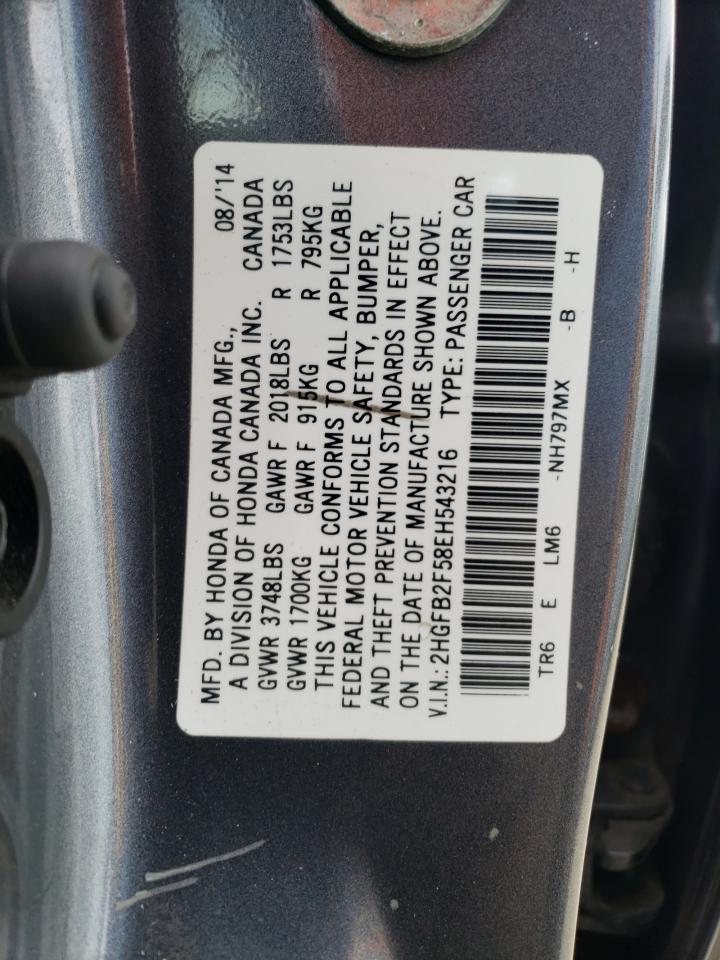 MFD. BY HONDA OF CANADA MFG., 08/'14
A DIVISION OF HONDA CANADA INC. CANADA
GVWR 3748LBS GAWR F 2018LBS R 1753LBS
GVWR 1700KG GAWR F 915KG R 795KG
THIS VEHICLE CONFORMS TO ALL APPLICABLE
FEDERAL MOTOR VEHICLE SAFETY, BUMPER,
AND THEFT PREVENTION STANDARDS IN EFFECT
ON THE DATE OF MANUFACTURE SHOWN ABOVE.
V.I.N.: 2HGFB2F58EH543216 TYPE: PASSENGER CAR
TR6 E LM6 -NH797MX -B -H